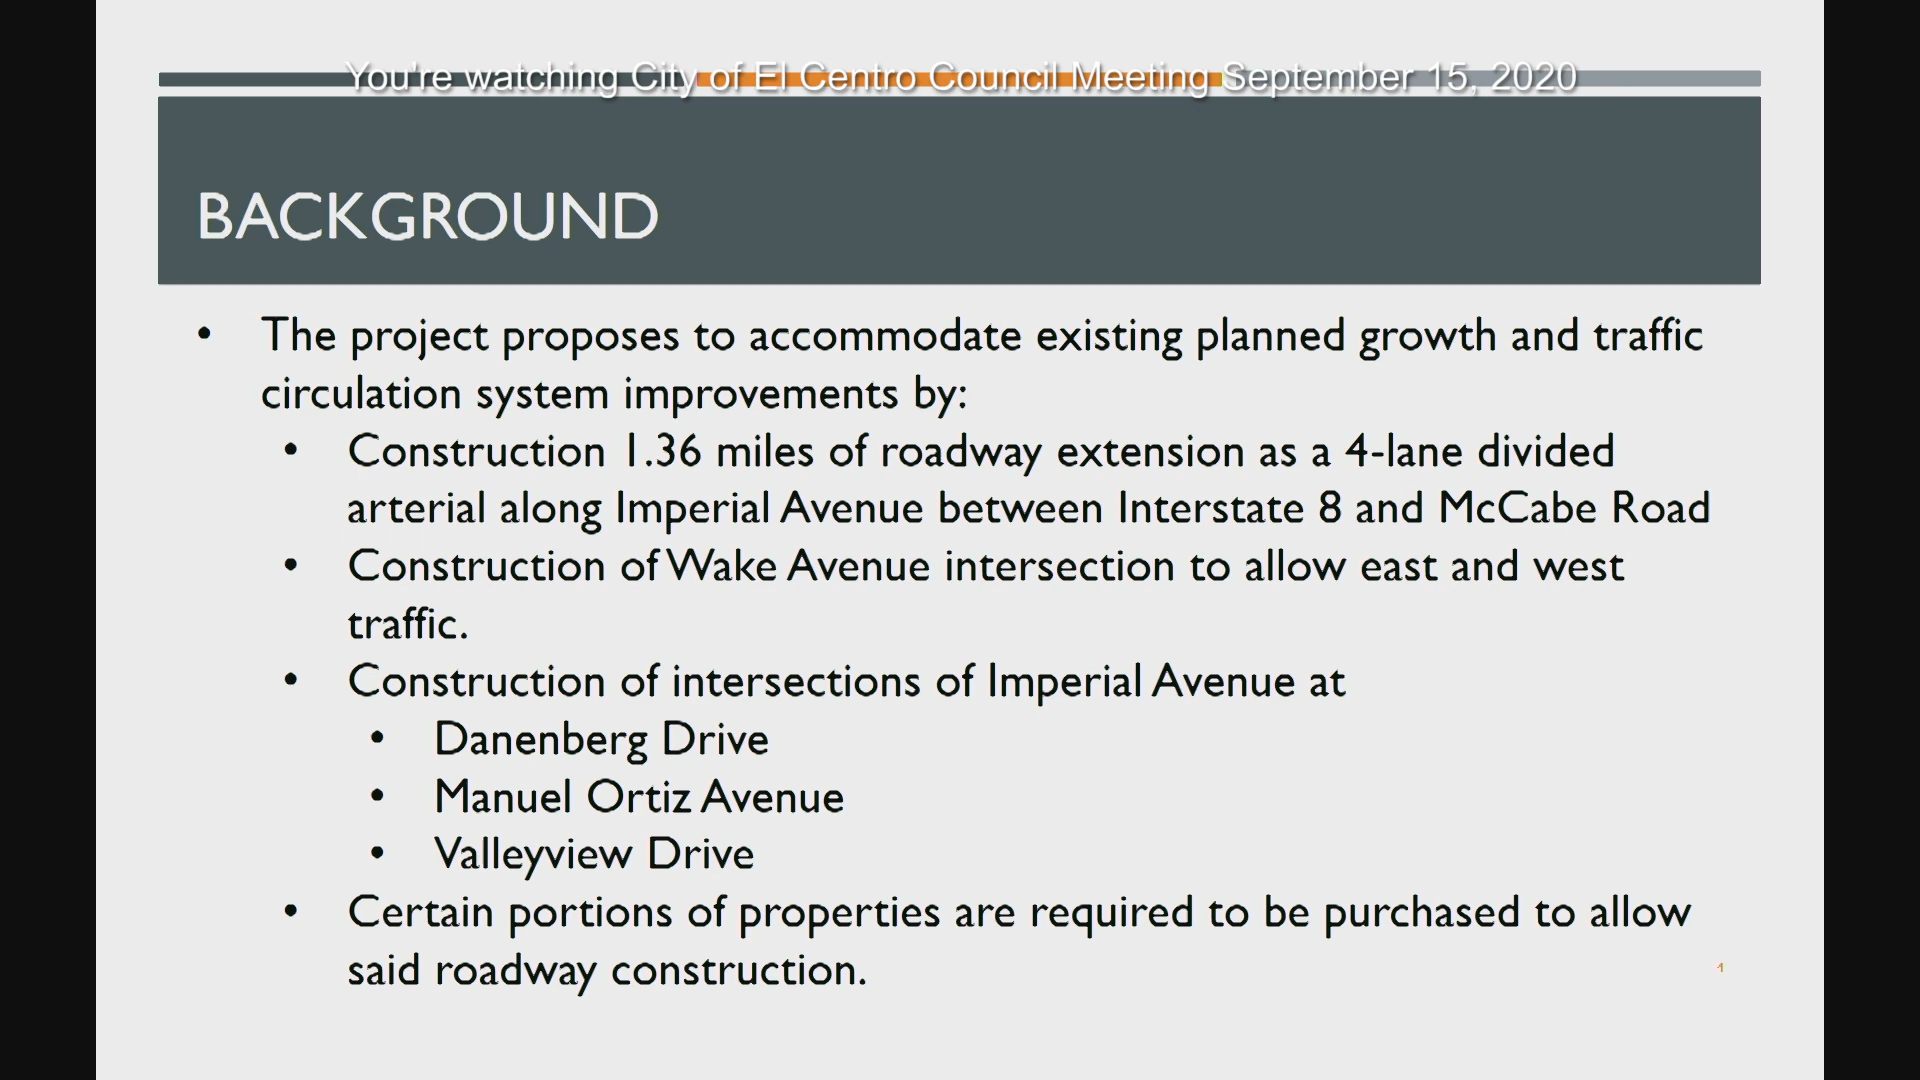 You're watching City of El Centro Council Meeting September 15, 2020
BACKGROUND
• The project proposes to accommodate existing planned growth and traffic
circulation system improvements by:
• Construction 1.36 miles of roadway extension as a 4-lane divided
arterial along Imperial Avenue between Interstate 8 and McCabe Road
• Construction of Wake Avenue intersection to allow east and west
traffic.
• Construction of intersections of Imperial Avenue at
• Danenberg Drive
• Manuel Ortiz Avenue
• Valleyview Drive
• Certain portions of properties are required to be purchased to allow
said roadway construction.
1